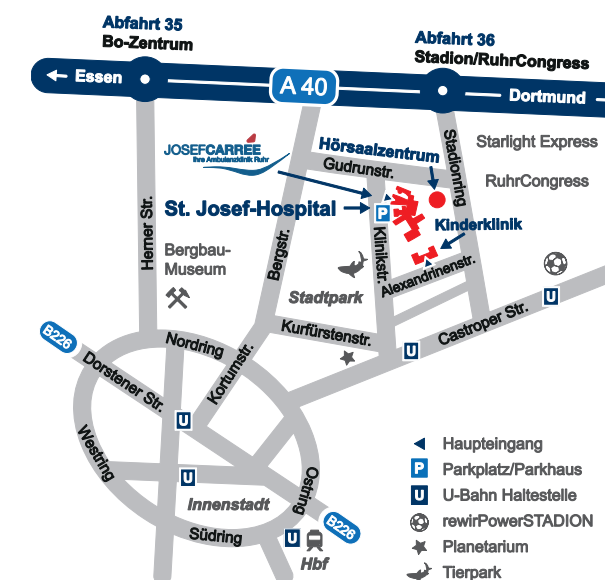 Abfahrt 35
Bo-Zentrum
Abfahrt 36
Stadion/RuhrCongress
Essen
A 40
Dortmund
JOSEFCARRÉE
Ihre Ambulanzklinik Ruhr
Hörsaalzentrum
Gudrunstr.
Stadionring
Starlight Express
RuhrCongress
St. Josef-Hospital
P
Kinderklinik
Herner Str.
Bergstr.
Klinikstr.
Alexandrinenstr.
Bergbau-
Museum
Stadtpark
U
Castroper Str.
Kurfürstenstr.
U
B226
Nordring
Dorstener Str.
Kortumstr.
U
Westring
U
Innenstadt
Ostring
Südring
U
B226
Hbf
Haupteingang
P Parkplatz/Parkhaus
U U-Bahn Haltestelle
rewirPowerSTADION
Planetarium
Tierpark